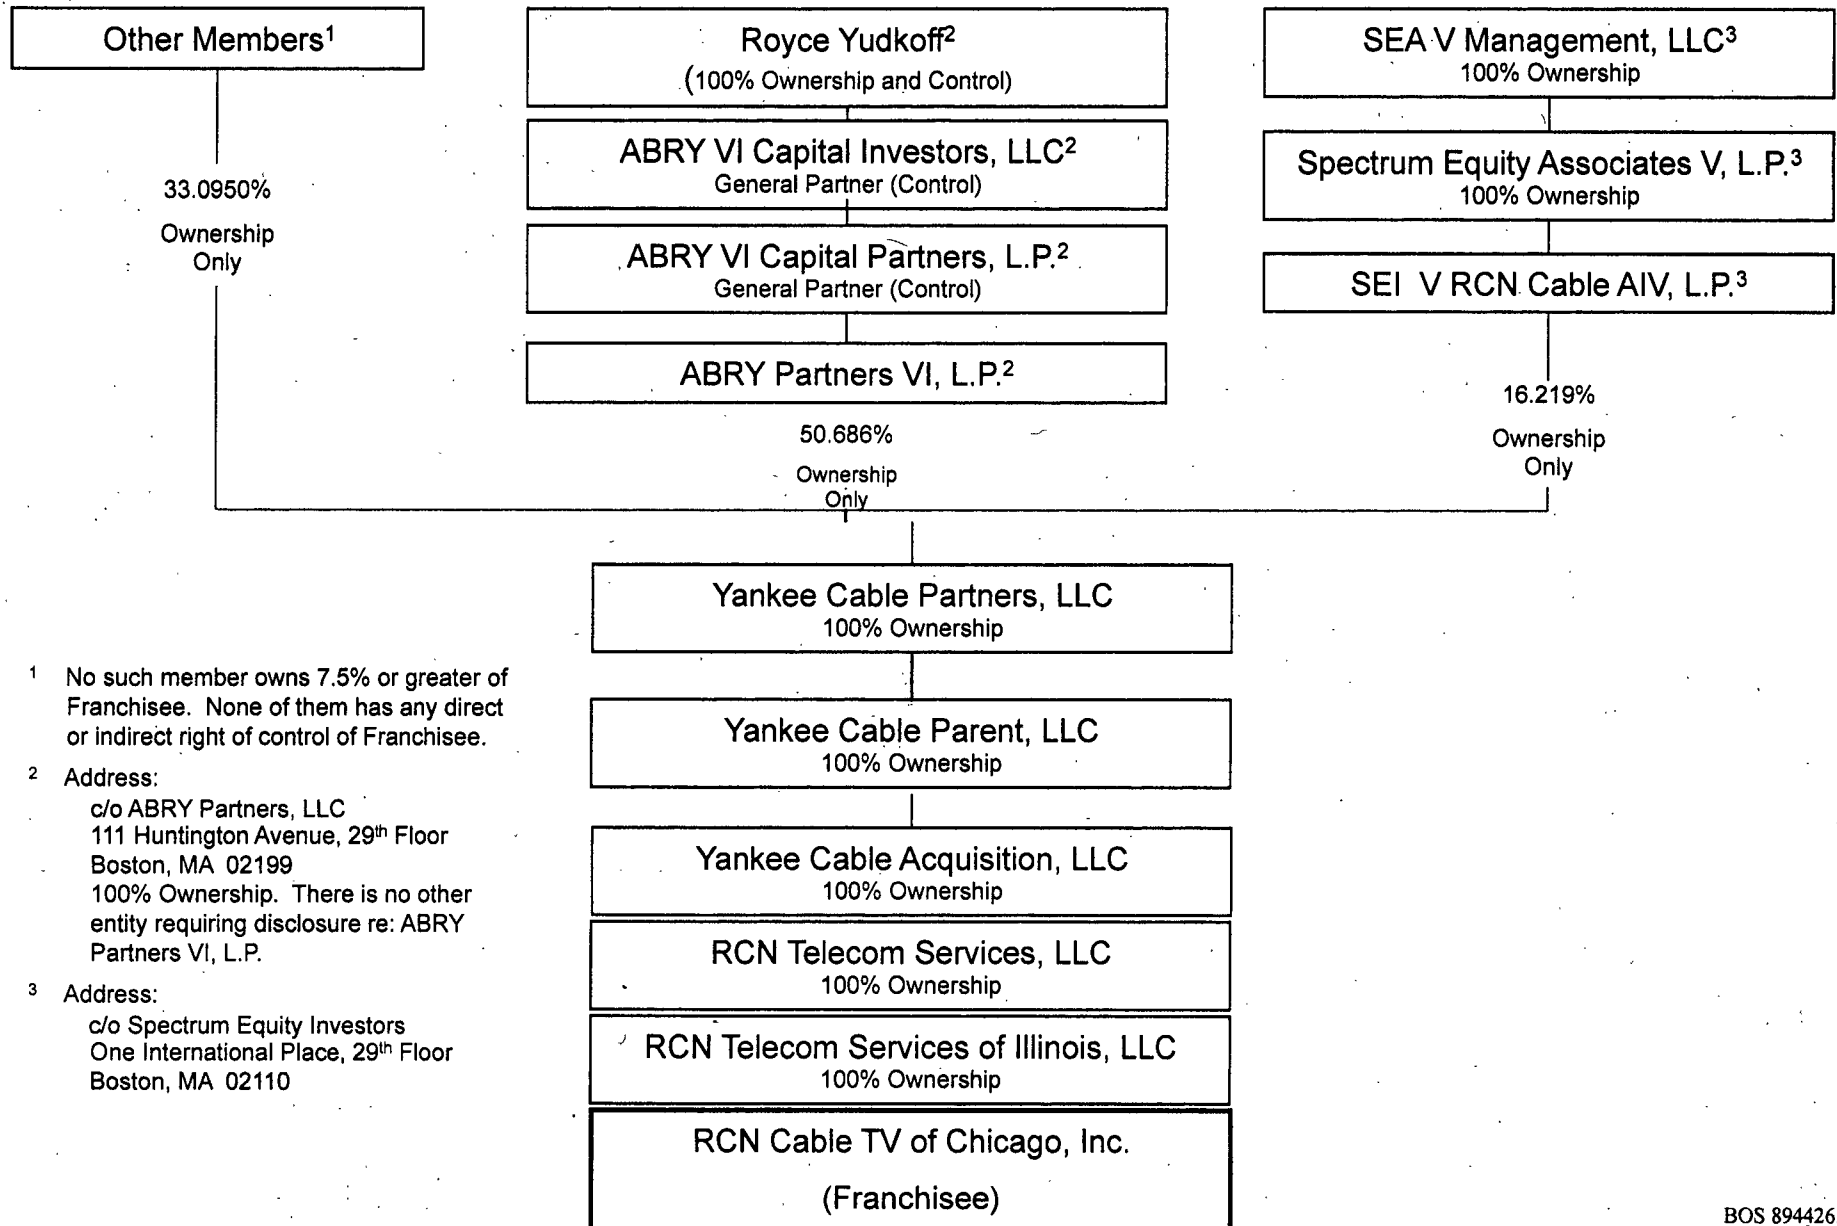 Other Members¹
33.0950%
Ownership
Only
Royce Yudkoff²
(100% Ownership and Control)
ABRY VI Capital Investors, LLC²
General Partner (Control)
ABRY VI Capital Partners, L.P.²
General Partner (Control)
ABRY Partners VI, L.P.²
50.686%
Ownership
Only
SEA V Management, LLC³
100% Ownership
Spectrum Equity Associates V, L.P.³
100% Ownership
SEI V RCN Cable AIV, L.P.³
16.219%
Ownership
Only
Yankee Cable Partners, LLC
100% Ownership
Yankee Cable Parent, LLC
100% Ownership
Yankee Cable Acquisition, LLC
100% Ownership
RCN Telecom Services, LLC
100% Ownership
RCN Telecom Services of Illinois, LLC
100% Ownership
RCN Cable TV of Chicago, Inc.
(Franchisee)
¹ No such member owns 7.5% or greater of
Franchisee. None of them has any direct
or indirect right of control of Franchisee.
² Address:
c/o ABRY Partners, LLC
111 Huntington Avenue, 29th Floor
Boston, MA 02199
100% Ownership. There is no other
entity requiring disclosure re: ABRY
Partners VI, L.P.
³ Address:
c/o Spectrum Equity Investors
One International Place, 29th Floor
Boston, MA 02110
BOS 894426